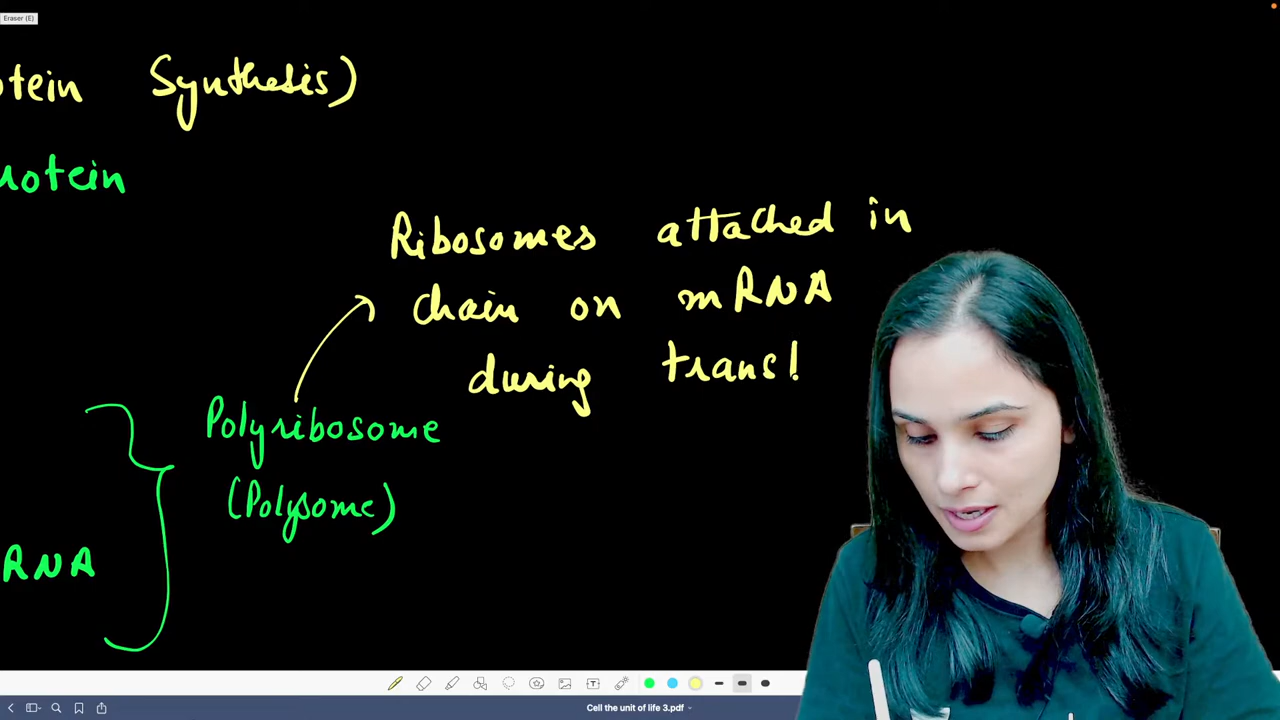 Eraser (E)
otein Synthesis)
rotein
Ribosomes attached in
chain on mRNA
during transl
Polyribosome
(Polysome)
RNA
Cell the unit of life 3.pdf